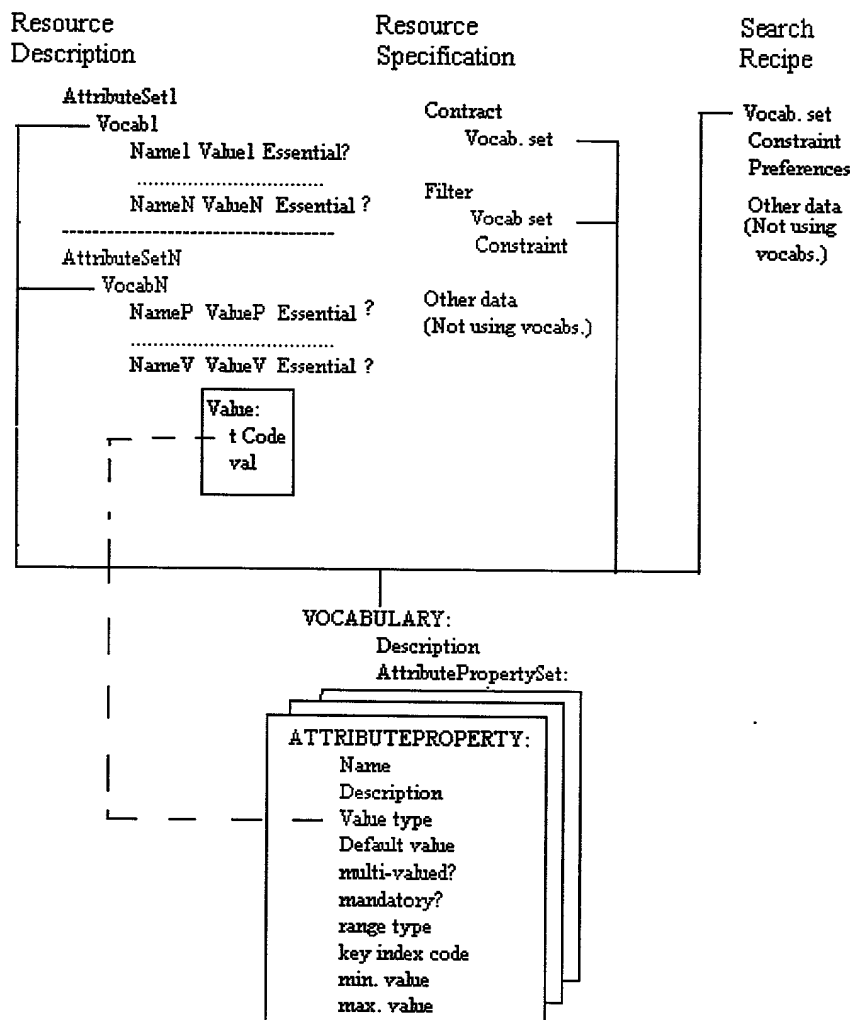 Resource
Description
AttributeSet1
Vocab1
Name1 Value1 Essential?
................................
NameN ValueN Essential ?
------------------------------------
AttributeSetN
VocabN
NameP ValueP Essential ?
..................................
NameV ValueV Essential ?
Value:
t Code
val
Resource
Specification
Contract
Vocab. set
Filter
Vocab set
Constraint
Other data
(Not using vocabs.)
Search
Recipe
Vocab. set
Constraint
Preferences
Other data
(Not using
vocabs.)
VOCABULARY:
Description
AttributePropertySet:
ATTRIBUTEPROPERTY:
Name
Description
Value type
Default value
multi-valued?
mandatory?
range type
key index code
min. value
max. value